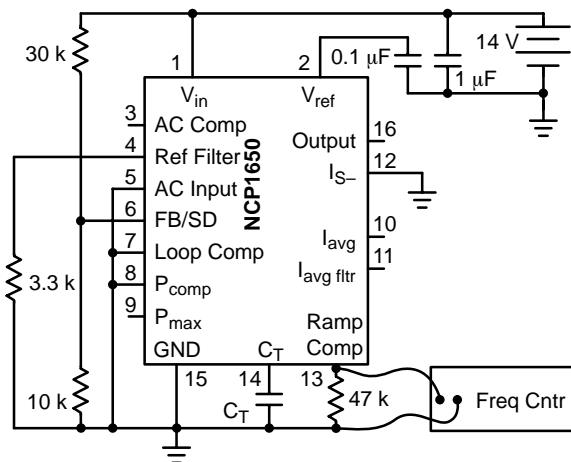 30 k
14 V
0.1 µF
1 µF
1
2
Vin
Vref
3
AC Comp
4
Ref Filter
5
AC Input
6
FB/SD
7
Loop Comp
8
Pcomp
9
Pmax
NCP1650
Output
16
12
IS–
Iavg
10
Iavg fltr
11
Ramp
Comp
GND
CT
15
14
13
3.3 k
10 k
CT
47 k
Freq Cntr